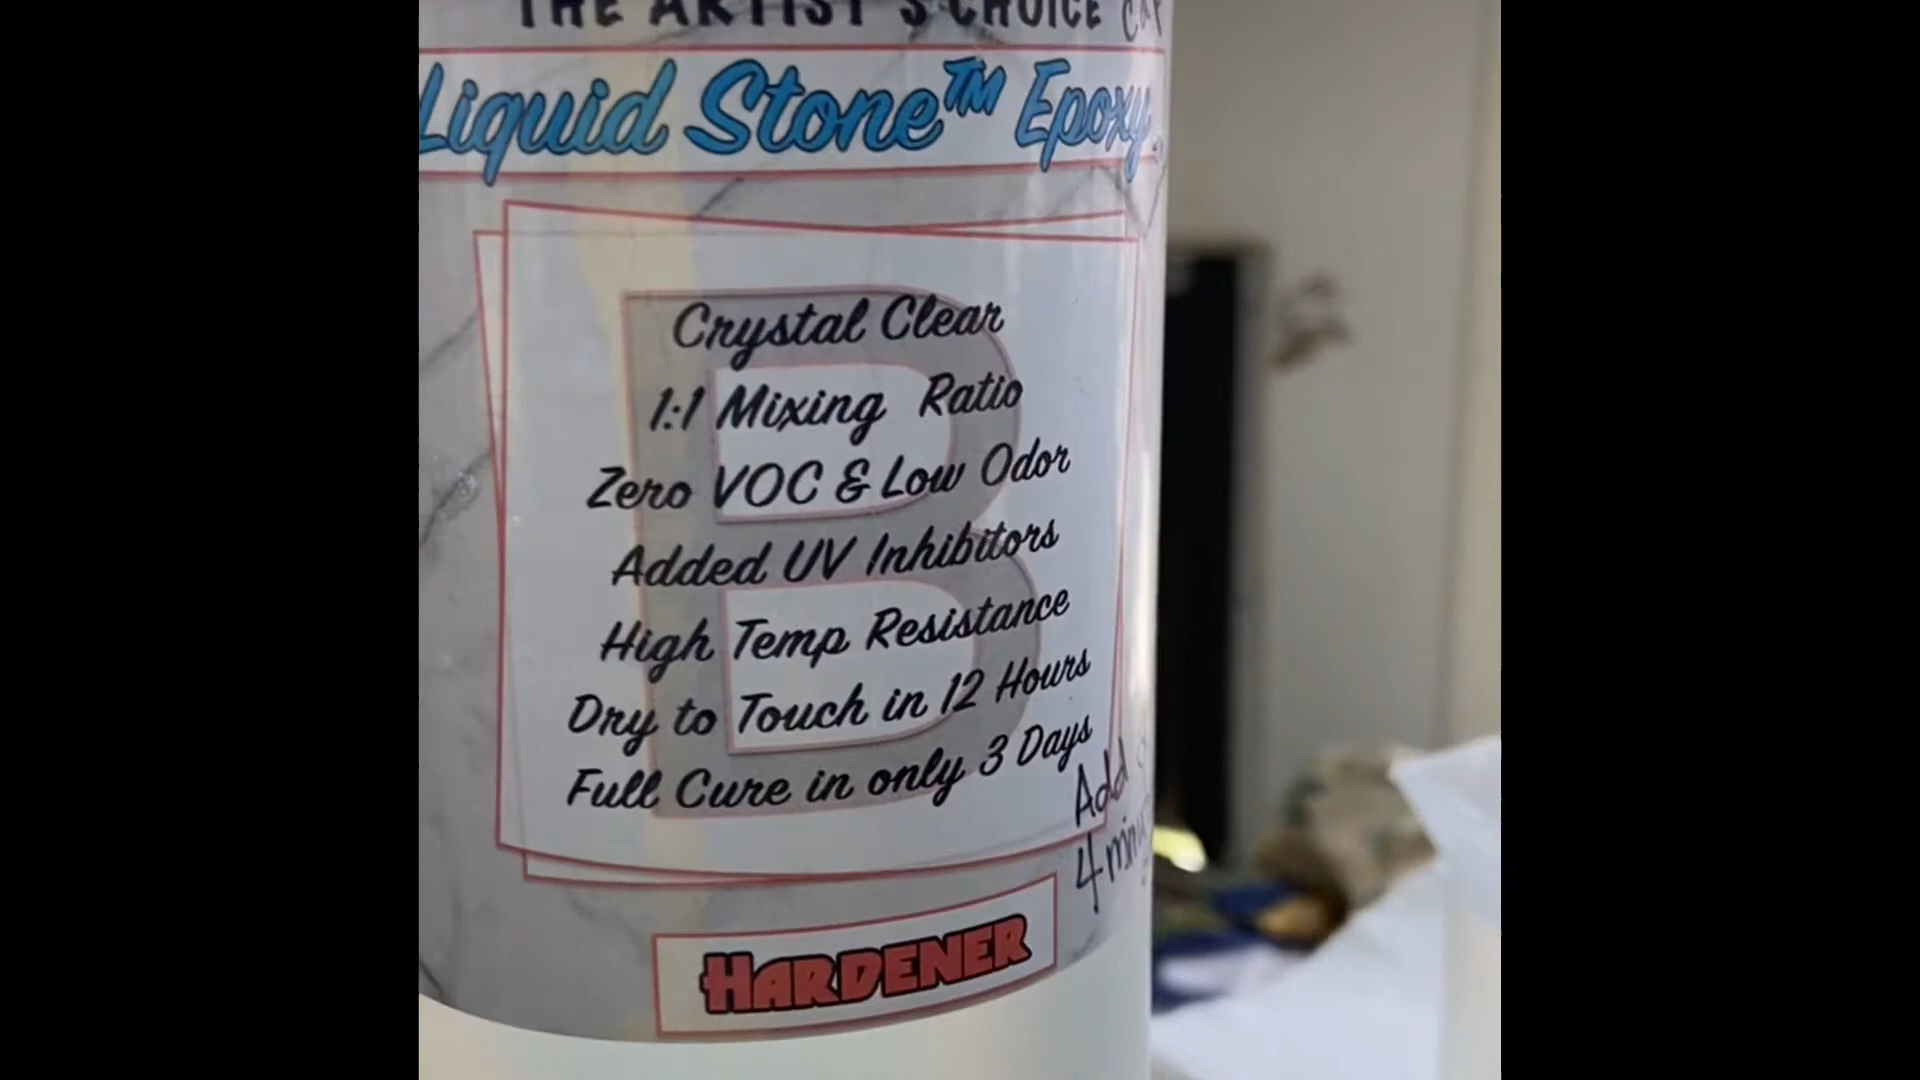 THE ARTIST'S CHOICE
Liquid Stone™ Epoxy
Crystal Clear
1:1 Mixing Ratio
Zero VOC & Low Odor
Added UV Inhibitors
High Temp Resistance
Dry to Touch in 12 Hours
Full Cure in only 3 Days
Add
4
HARDENER